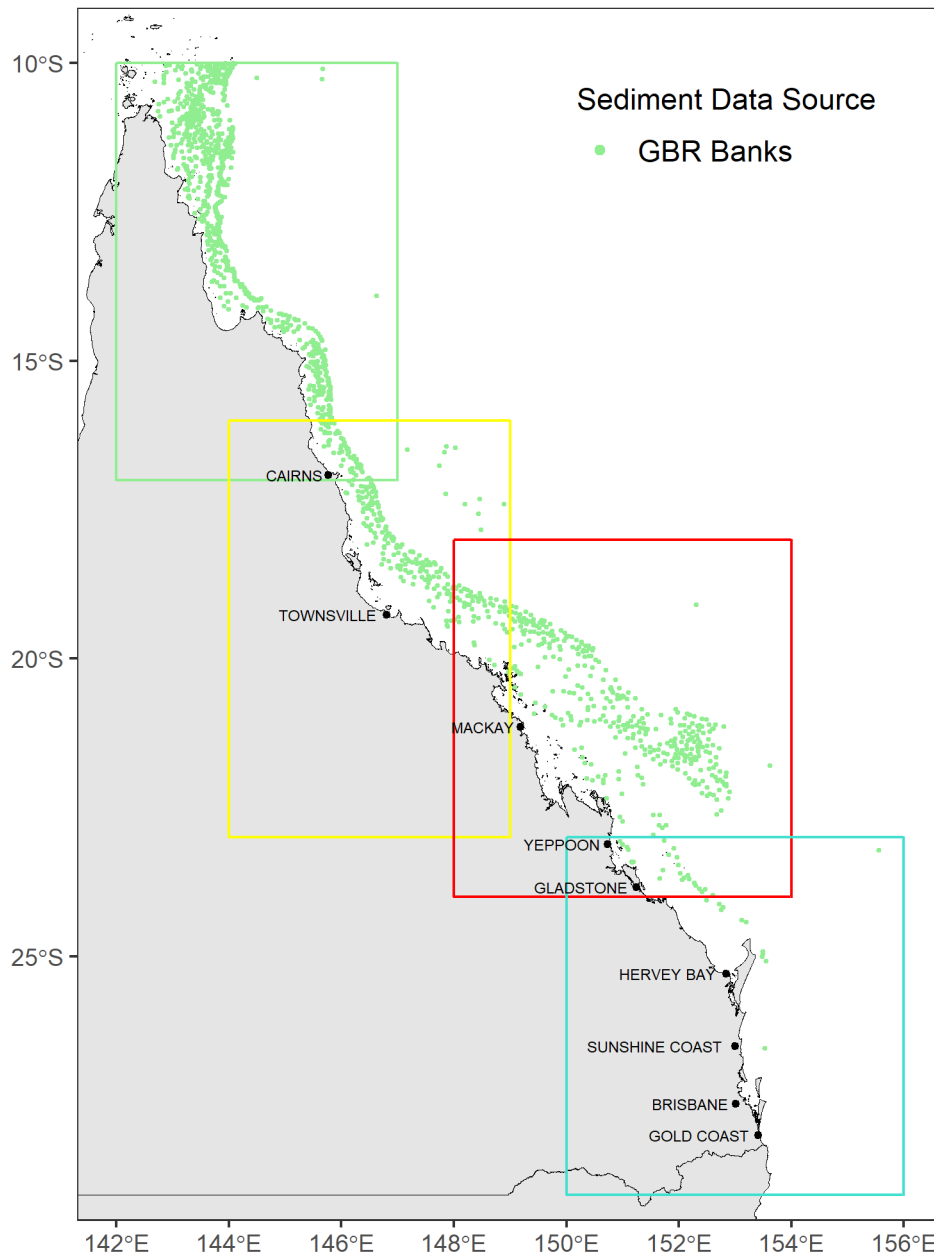 10°S
Sediment Data Source
GBR Banks
15°S
CAIRNS
TOWNSVILLE
20°S
MACKAY
YEPPOON
GLADSTONE
25°S
HERVEY BAY
SUNSHINE COAST
BRISBANE
GOLD COAST
142°E 144°E 146°E 148°E 150°E 152°E 154°E 156°E